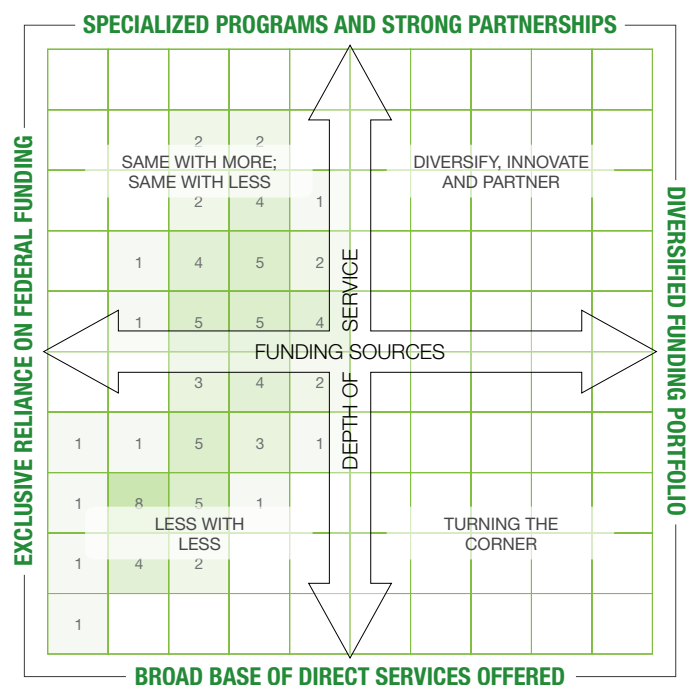 SPECIALIZED PROGRAMS AND STRONG PARTNERSHIPS
EXCLUSIVE RELIANCE ON FEDERAL FUNDING
DIVERSIFIED FUNDING PORTFOLIO
2 2
SAME WITH MORE;
SAME WITH LESS
DIVERSIFY, INNOVATE
AND PARTNER
2 4 1
1 4 5 2
1 5 5 4
DEPTH OF SERVICE
FUNDING SOURCES
3 4 2
1 1 5 3 1
1 8 5 1
LESS WITH
LESS
TURNING THE
CORNER
1 4 2
1
BROAD BASE OF DIRECT SERVICES OFFERED